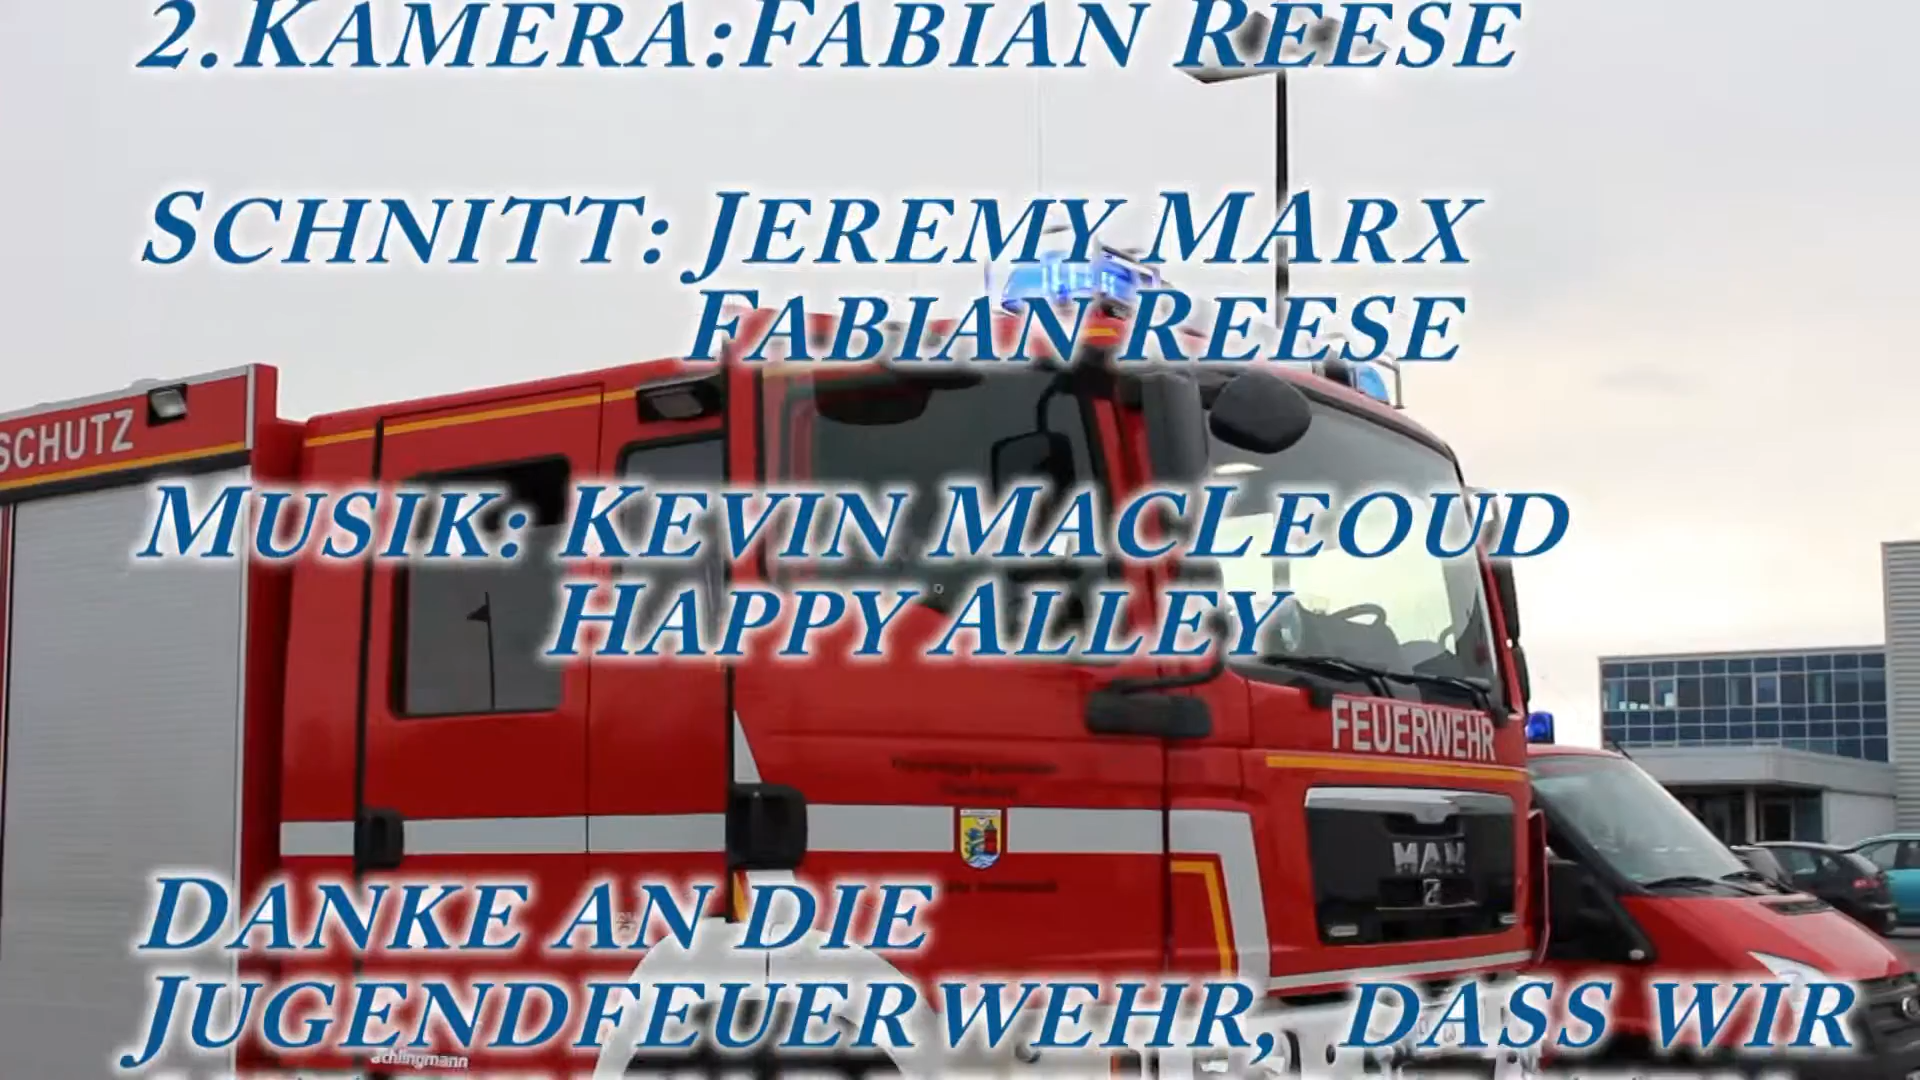 2.Kamera:Fabian Reese
Schnitt: Jeremy Marx
Fabian Reese
SCHUTZ
Musik: Kevin MacLeoud
Happy Alley
FEUERWEHR
MAN
Danke an die
Jugendfeuerwehr, dass wir
chlingmann